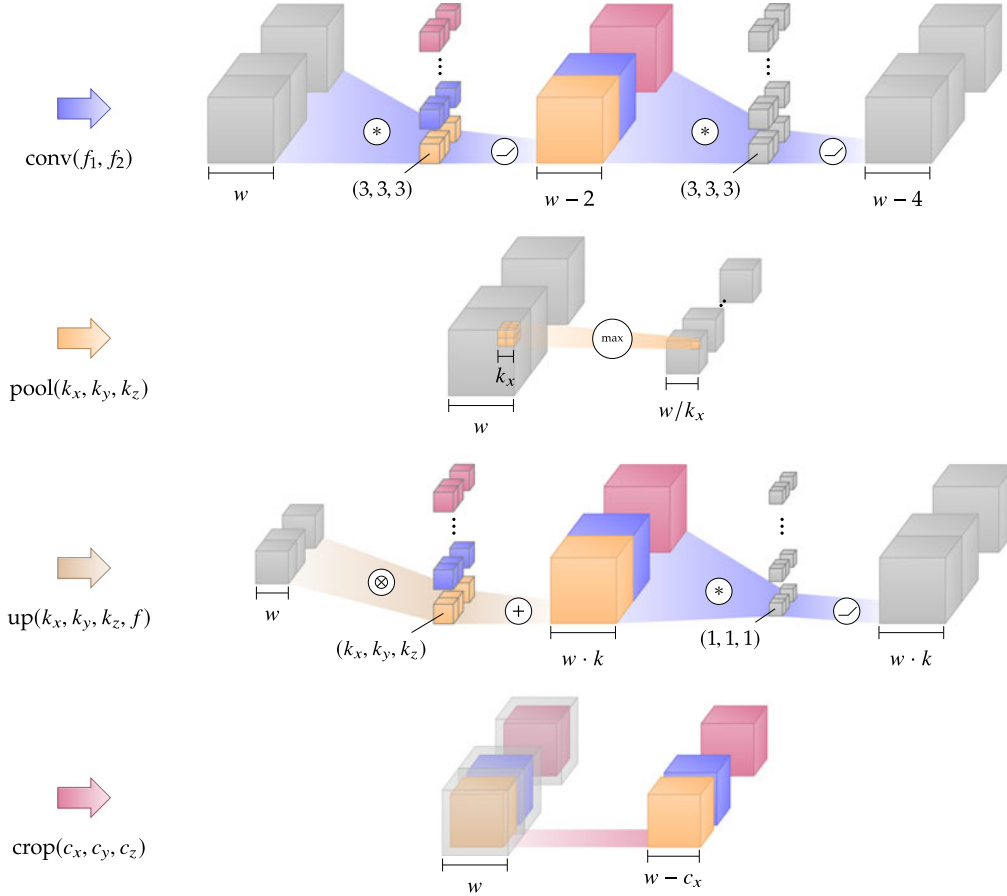 * *
conv(f₁, f₂)
(3, 3, 3) (3, 3, 3)
w w − 2 w − 4
max
kₓ
pool(kₓ, k_y, k_z)
w w/kₓ
⊗ + *
w
up(kₓ, k_y, k_z, f)
(kₓ, k_y, k_z) (1, 1, 1)
w · k w · k
crop(cₓ, c_y, c_z)
w w − cₓ